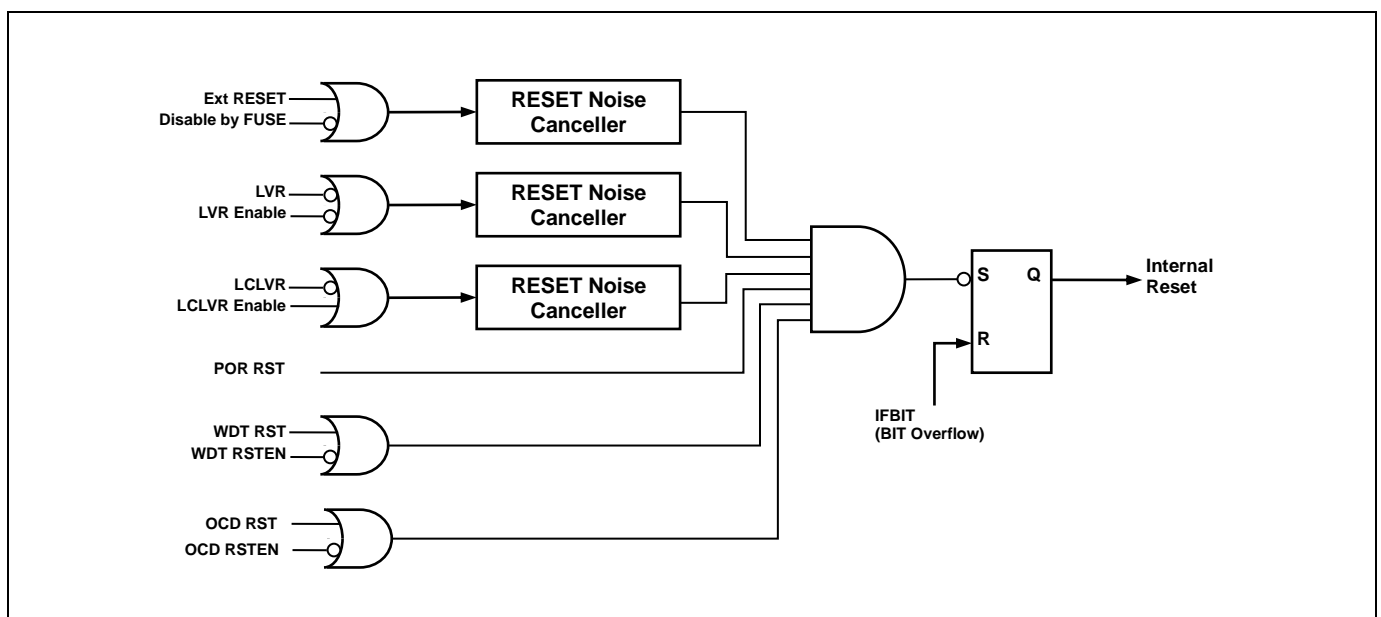 Ext RESET
Disable by FUSE
RESET Noise
Canceller
LVR
LVR Enable
RESET Noise
Canceller
LCLVR
LCLVR Enable
RESET Noise
Canceller
POR RST
WDT RST
WDT RSTEN
OCD RST
OCD RSTEN
S
Q
R
Internal
Reset
IFBIT
(BIT Overflow)